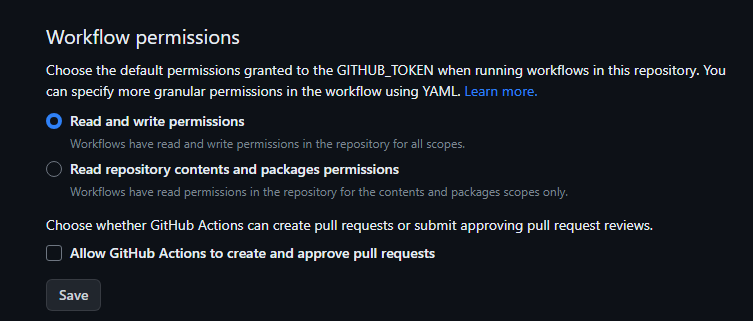 Workflow permissions
Choose the default permissions granted to the GITHUB_TOKEN when running workflows in this repository. You
can specify more granular permissions in the workflow using YAML. Learn more.
Read and write permissions
Workflows have read and write permissions in the repository for all scopes.
Read repository contents and packages permissions
Workflows have read permissions in the repository for the contents and packages scopes only.
Choose whether GitHub Actions can create pull requests or submit approving pull request reviews.
Allow GitHub Actions to create and approve pull requests
Save